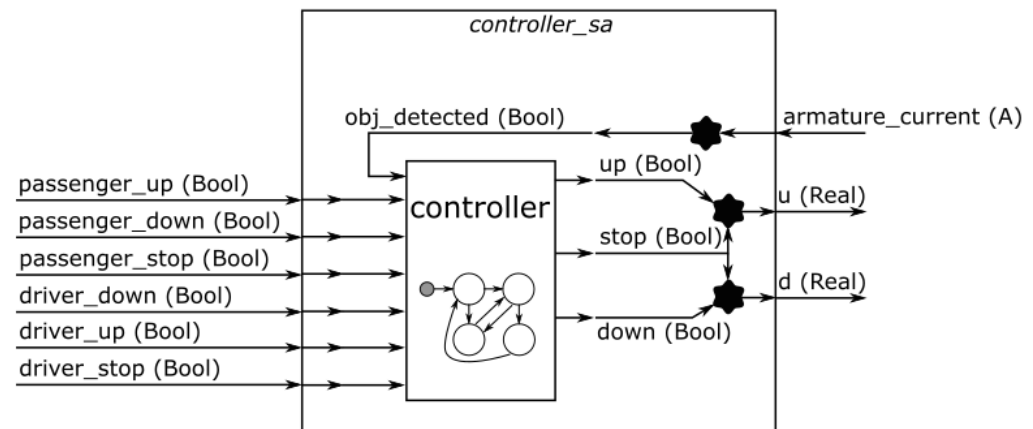 controller_sa
obj_detected (Bool)
armature_current (A)
up (Bool)
passenger_up (Bool)
controller
u (Real)
passenger_down (Bool)
stop (Bool)
passenger_stop (Bool)
d (Real)
driver_down (Bool)
down (Bool)
driver_up (Bool)
driver_stop (Bool)